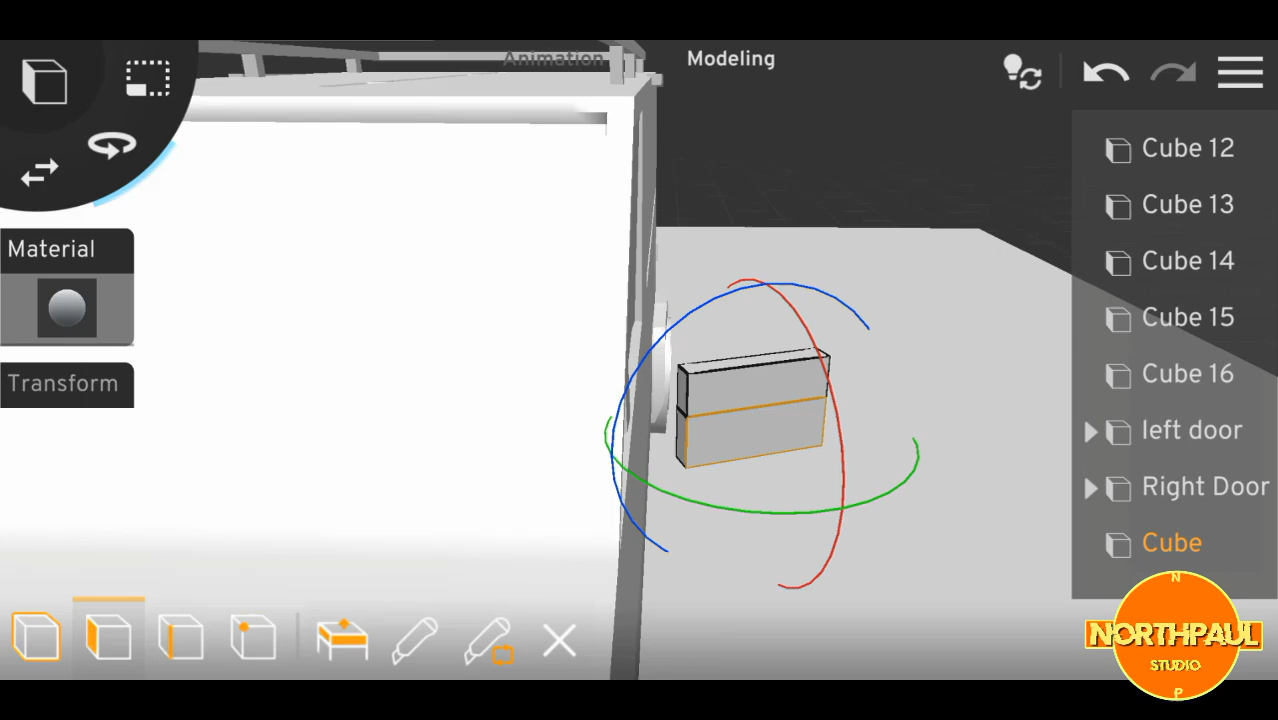 Animation
Modeling
Material
Transform
Cube 12
Cube 13
Cube 14
Cube 15
Cube 16
left door
Right Door
Cube
N
NORTHPAUL
STUDIO
P